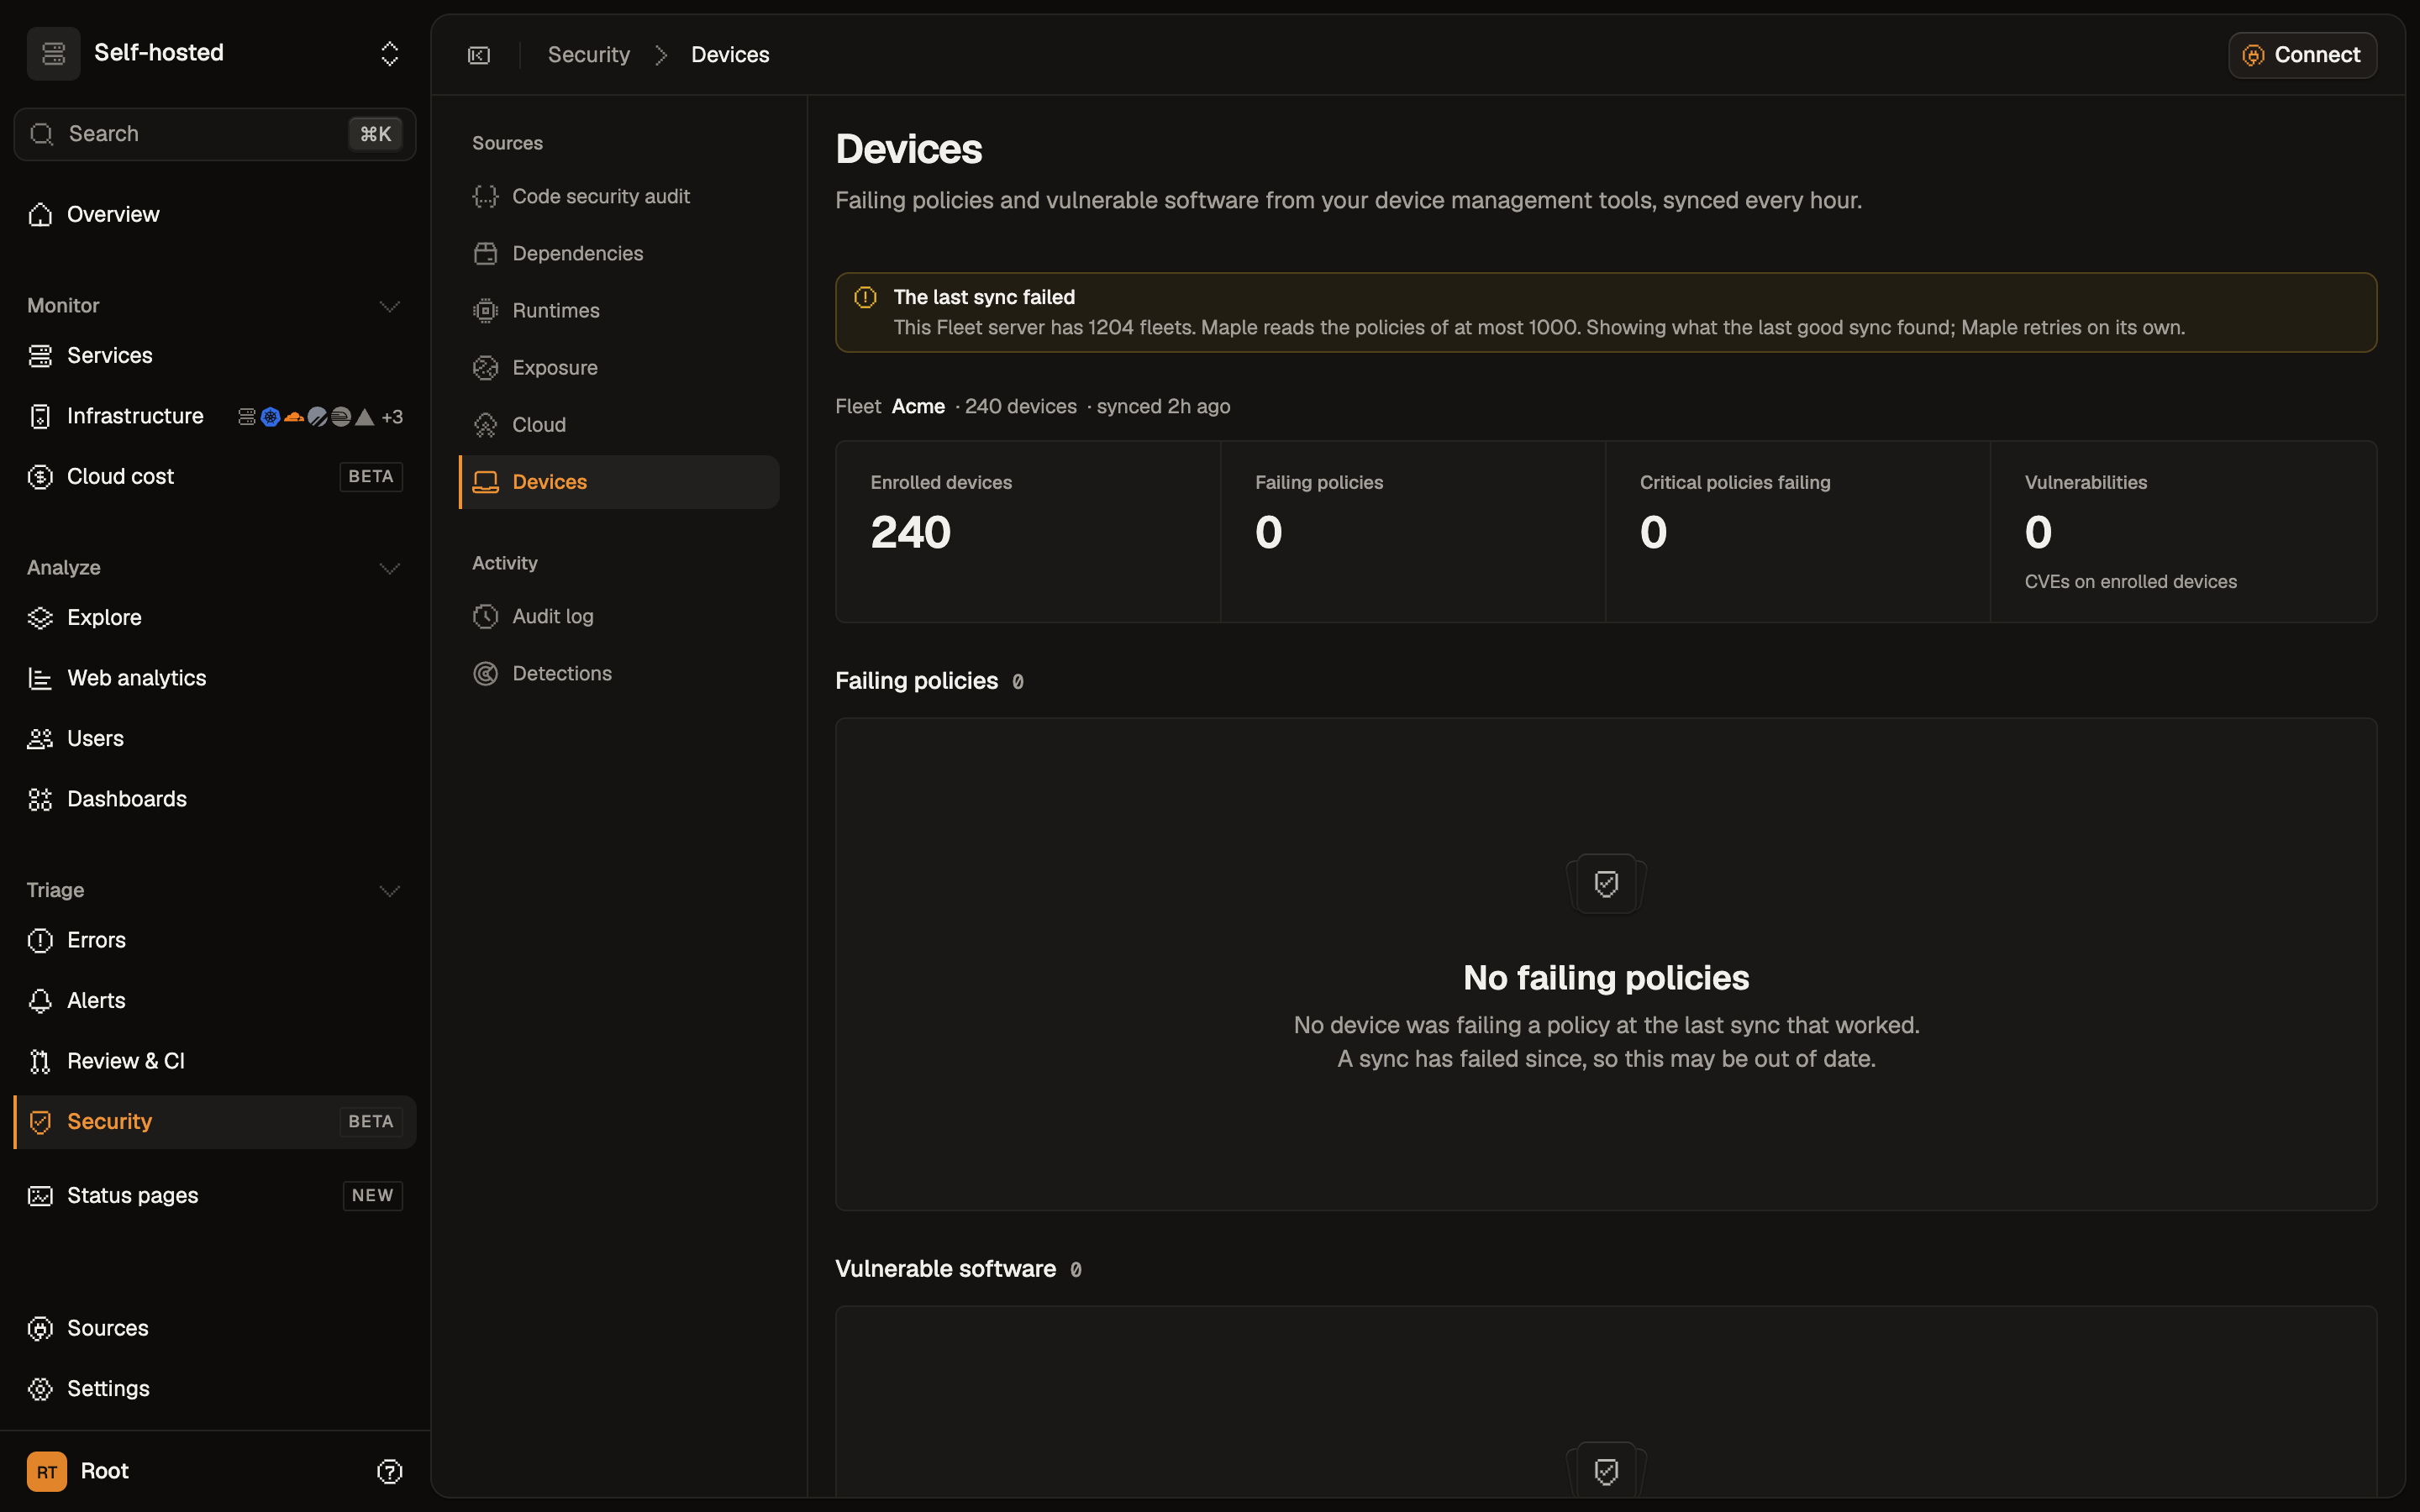 Self-hosted
Search ⌘K
Overview
Monitor
Services
Infrastructure +3
Cloud cost BETA
Analyze
Explore
Web analytics
Users
Dashboards
Triage
Errors
Alerts
Review & CI
Security BETA
Status pages NEW
Sources
Settings
RT Root
Security Devices
Connect
Sources
Code security audit
Dependencies
Runtimes
Exposure
Cloud
Devices
Activity
Audit log
Detections
Devices
Failing policies and vulnerable software from your device management tools, synced every hour.
The last sync failed
This Fleet server has 1204 fleets. Maple reads the policies of at most 1000. Showing what the last good sync found; Maple retries on its own.
Fleet Acme · 240 devices · synced 2h ago
Enrolled devices
240
Failing policies
0
Critical policies failing
0
Vulnerabilities
0
CVEs on enrolled devices
Failing policies 0
No failing policies
No device was failing a policy at the last sync that worked.
A sync has failed since, so this may be out of date.
Vulnerable software 0